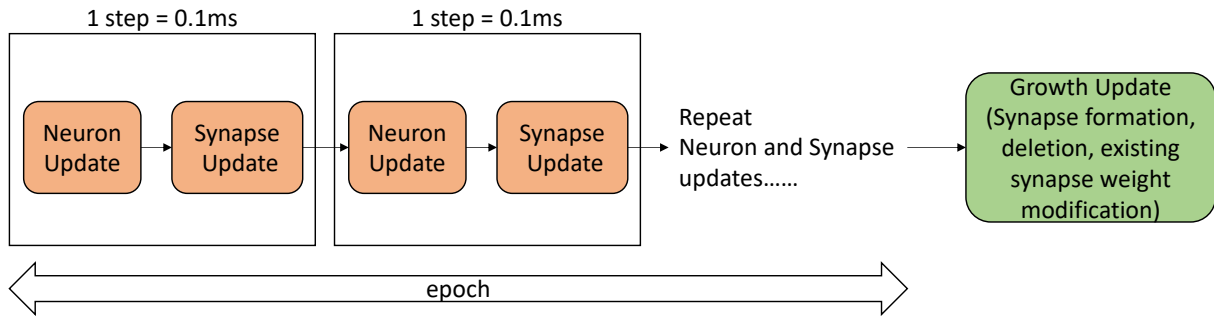 1 step = 0.1ms
1 step = 0.1ms
Neuron
Update
Synapse
Update
Neuron
Update
Synapse
Update
Repeat
Neuron and Synapse
updates......
Growth Update
(Synapse formation,
deletion, existing
synapse weight
modification)
epoch